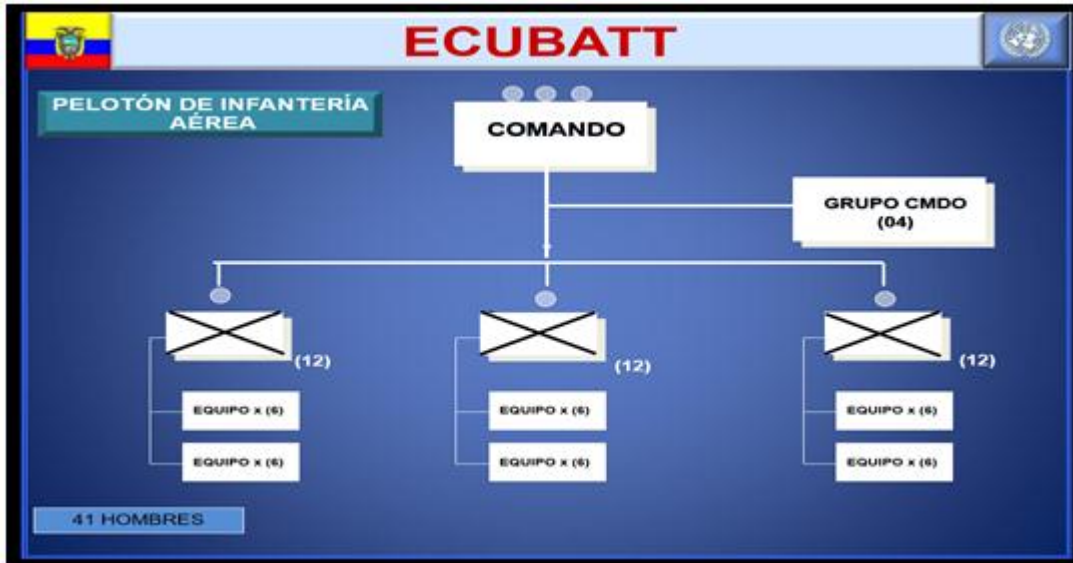 ECUBATT
PELOTÓN DE INFANTERÍA
AÉREA
COMANDO
GRUPO CMDO
(04)
(12)
(12)
(12)
EQUIPO x (6)
EQUIPO x (6)
EQUIPO x (6)
EQUIPO x (6)
EQUIPO x (6)
EQUIPO x (6)
41 HOMBRES